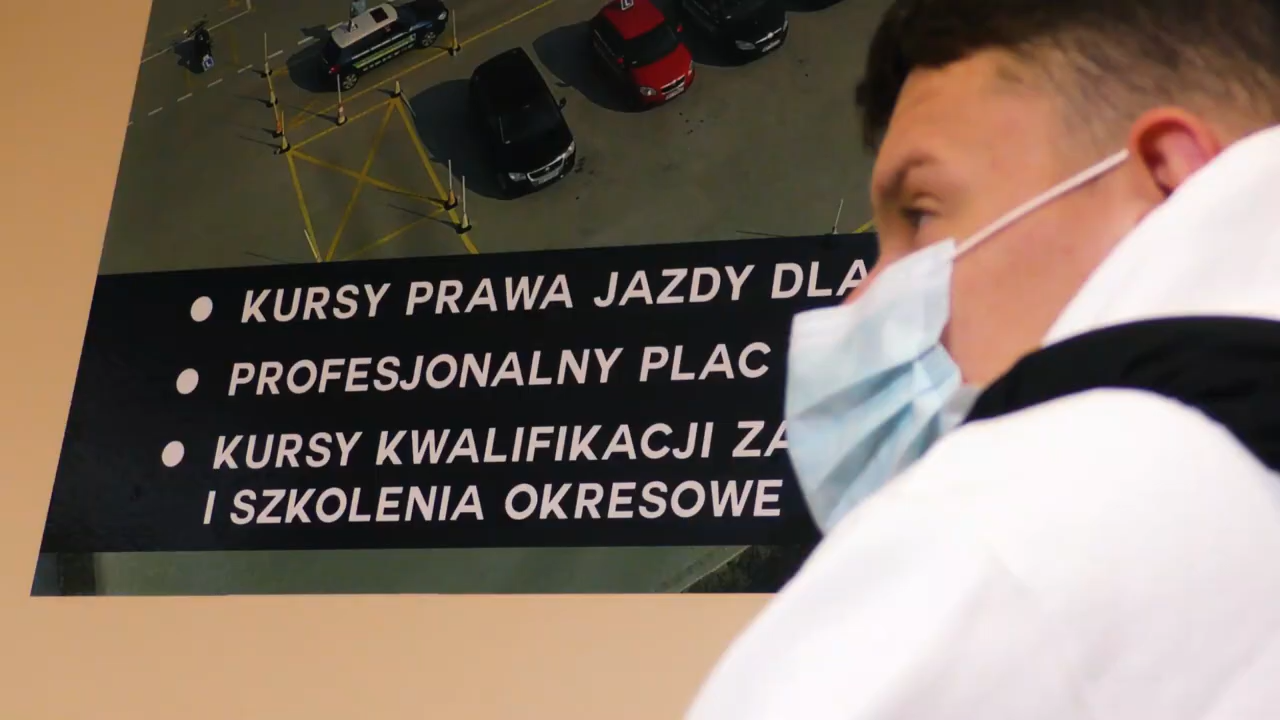 KURSY PRAWA JAZDY DLA
PROFESJONALNY PLAC
KURSY KWALIFIKACJI ZA
I SZKOLENIA OKRESOWE